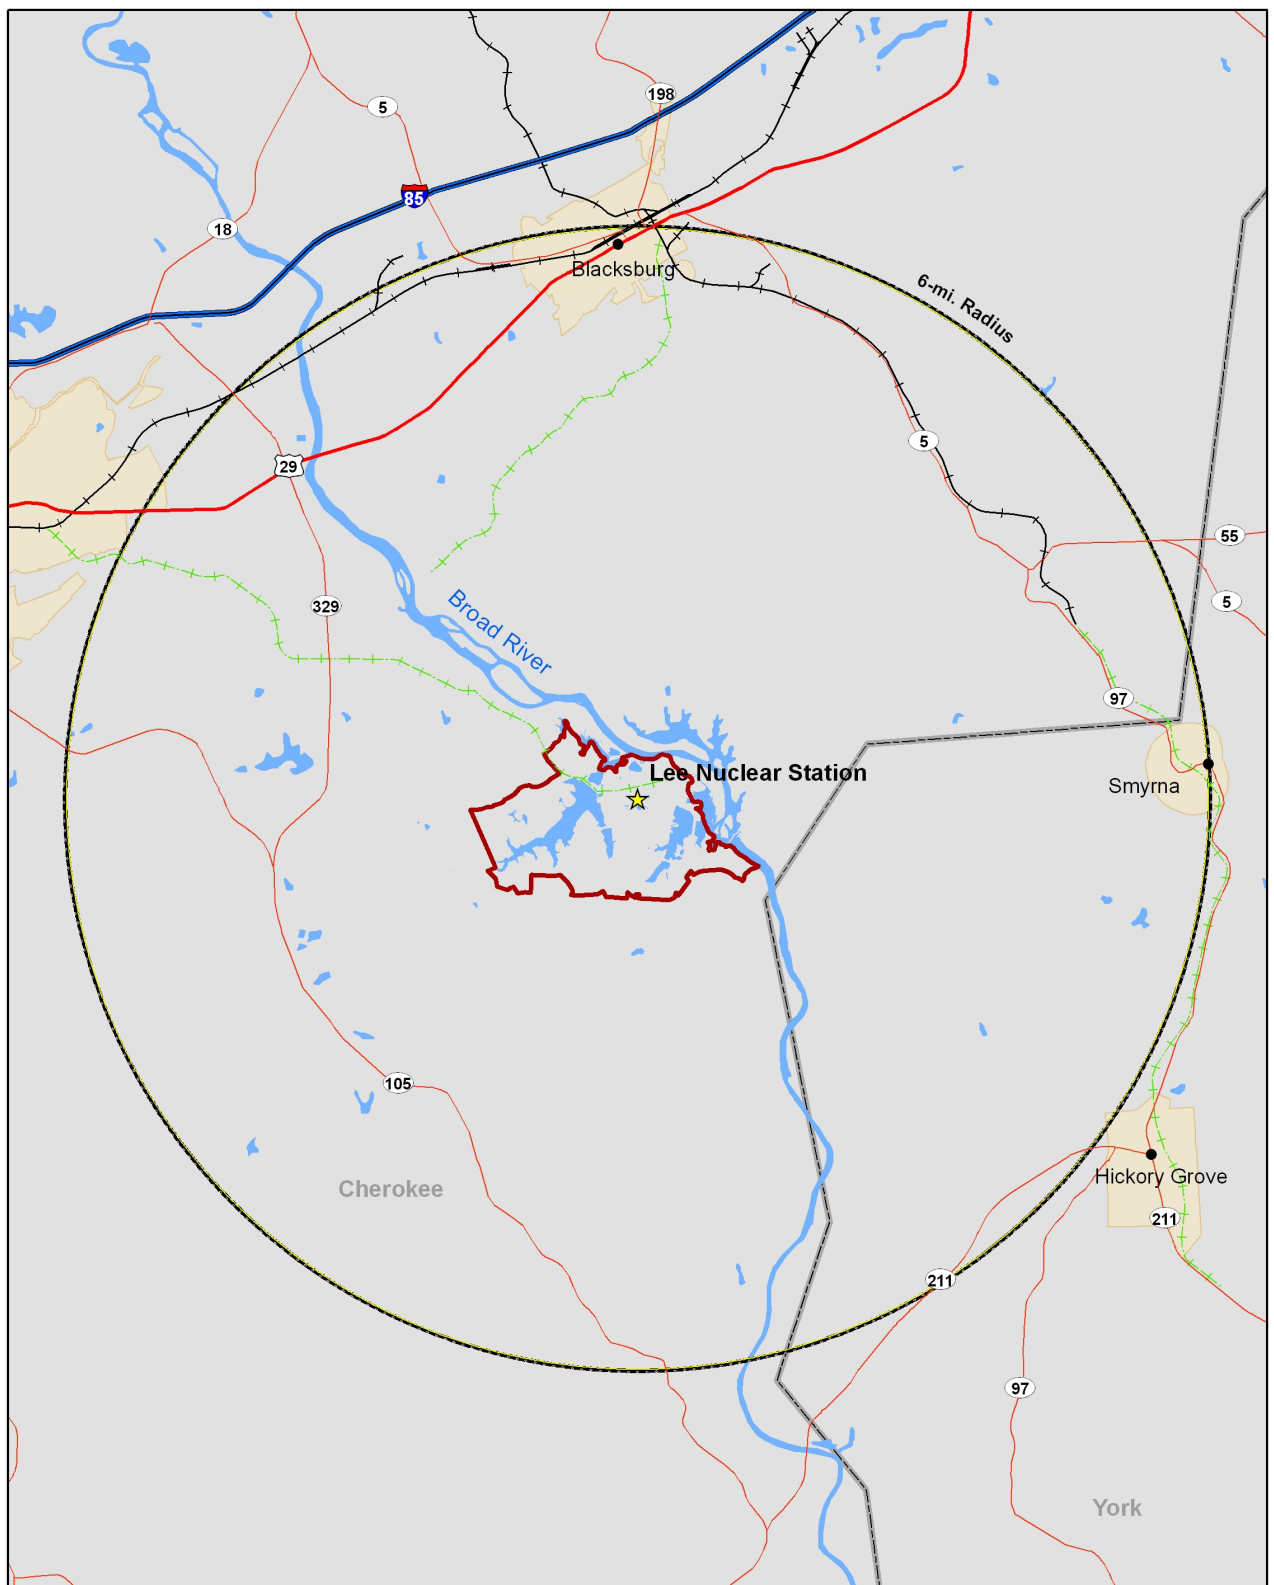 198
5
85
18
Blacksburg
6-mi. Radius
5
29
55
5
329
Broad River
97
Lee Nuclear Station
Smyrna
105
Cherokee
Hickory Grove
211
211
97
York